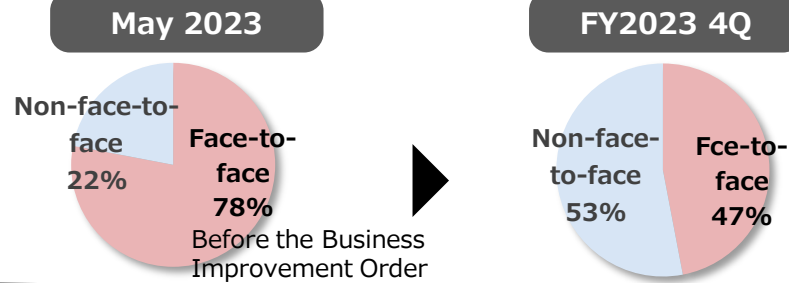 May 2023
FY2023 4Q
Non-face-to-
face
22%
Face-to-
face
78%
Before the Business
Improvement Order
Non-face-
to-face
53%
Fce-to-
face
47%